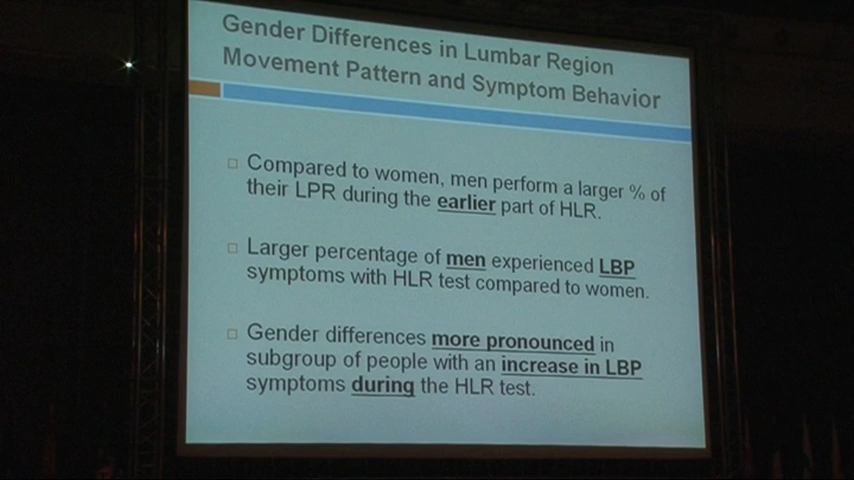 Gender Differences in Lumbar Region
Movement Pattern and Symptom Behavior
Compared to women, men perform a larger % of
their LPR during the earlier part of HLR.
Larger percentage of men experienced LBP
symptoms with HLR test compared to women.
Gender differences more pronounced in
subgroup of people with an increase in LBP
symptoms during the HLR test.